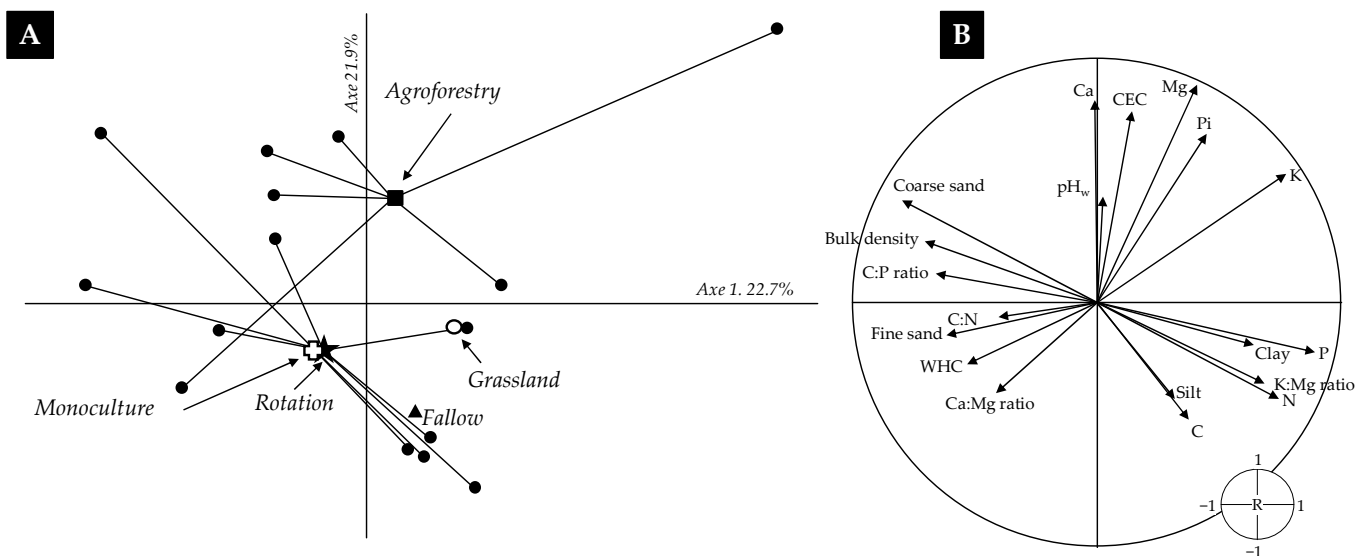 A
Axe 21.9%
Agroforestry
Axe 1. 22.7%
Grassland
Monoculture
Rotation
Fallow
B
Ca
CEC
Mg
Pi
K
pHw
Coarse sand
Bulk density
C:P ratio
C:N
Fine sand
WHC
Ca:Mg ratio
Clay
P
K:Mg ratio
N
Silt
C
1
−1
R
1
−1